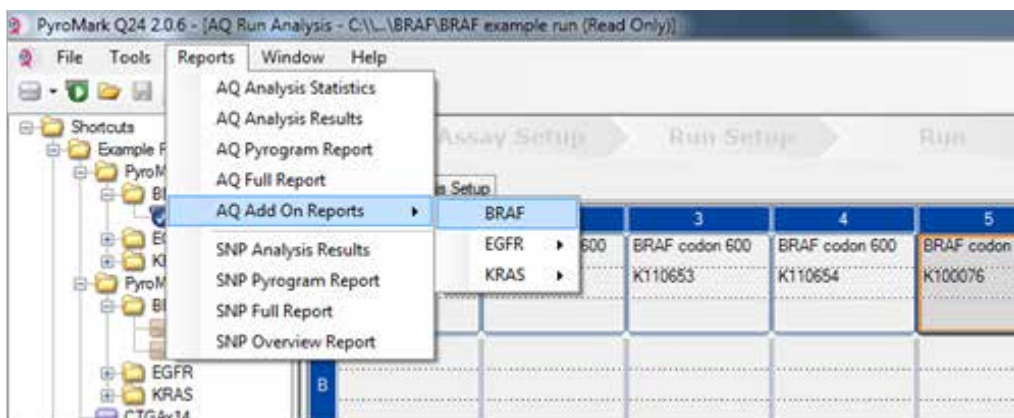 PyroMark Q24 2.0.6 - [AQ Run Analysis - C:\\...\BRAF\BRAF example run (Read Only)]
File Tools Reports Window Help
AQ Analysis Statistics
AQ Analysis Results
AQ Pyrogram Report
AQ Full Report
AQ Add On Reports
SNP Analysis Results
SNP Pyrogram Report
SNP Full Report
SNP Overview Report
BRAF
EGFR
KRAS
Shortcuts
Example
PyroM
PyroM
EGFR
KRAS
CTGAx14
Assay Setup Run Setup Run
Setup
3 4 5
600 BRAF codon 600 BRAF codon 600 BRAF codon
K110653 K110654 K100076
B